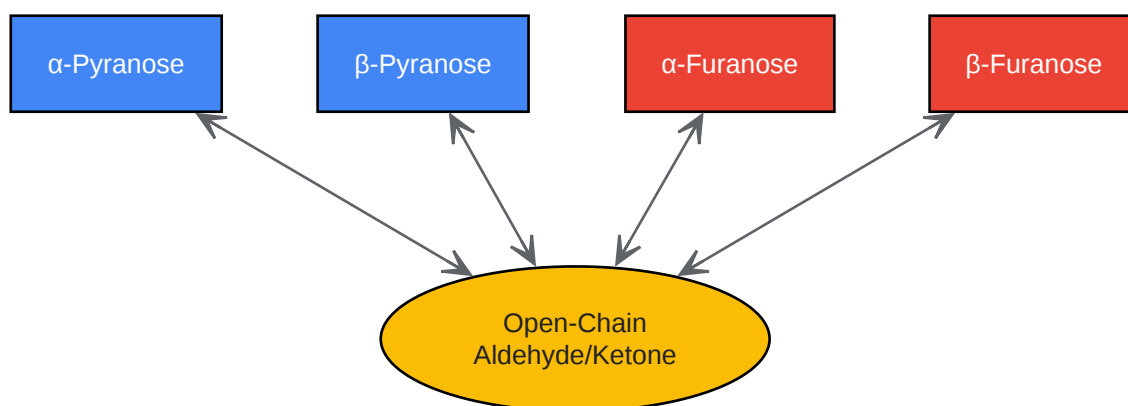 α-Pyranose
β-Pyranose
α-Furanose
β-Furanose
Open-Chain
Aldehyde/Ketone